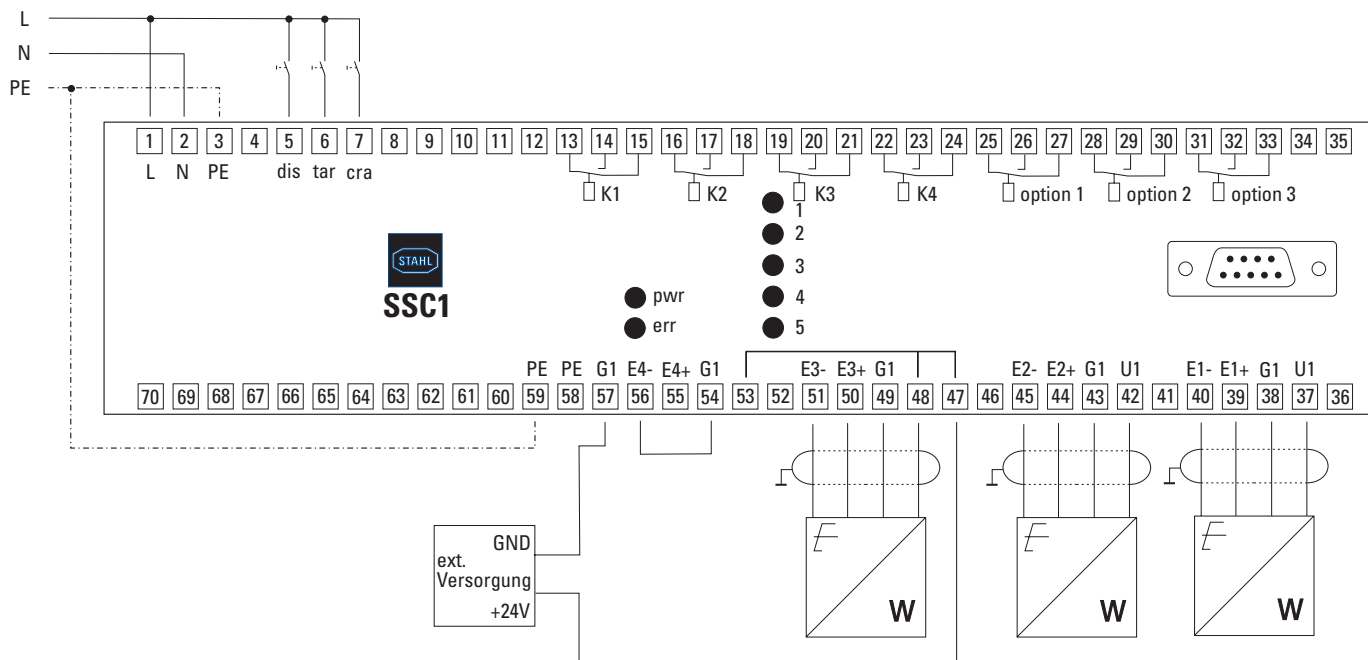 L
N
PE
1 2 3 4 5 6 7 8 9 10 11 12 13 14 15 16 17 18 19 20 21 22 23 24 25 26 27 28 29 30 31 32 33 34 35
L N PE dis tar cra
K1 K2 K3 K4 option 1 option 2 option 3
1
2
3
4
5
STAHL
SSC1
pwr
err
PE PE G1 E4- E4+ G1 E3- E3+ G1 E2- E2+ G1 U1 E1- E1+ G1 U1
70 69 68 67 66 65 64 63 62 61 60 59 58 57 56 55 54 53 52 51 50 49 48 47 46 45 44 43 42 41 40 39 38 37 36
GND
ext.
Versorgung
+24V
F W
F W
F W